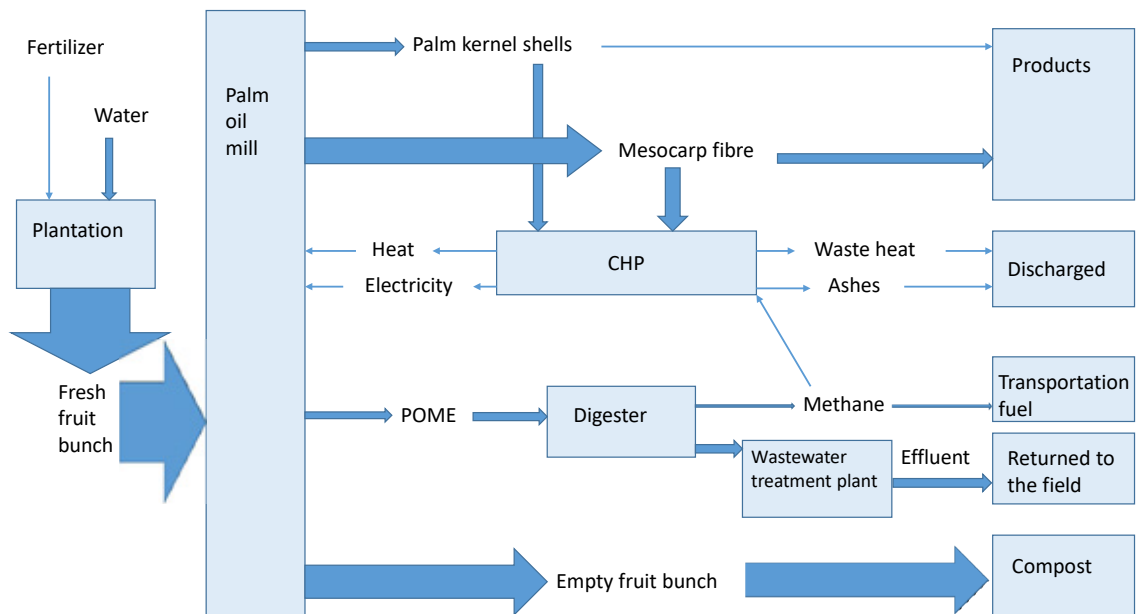 Fertilizer
Water
Plantation
Fresh
fruit
bunch
Palm
oil
mill
Palm kernel shells
Products
Mesocarp fibre
Heat
CHP
Waste heat
Electricity
Ashes
Discharged
POME
Digester
Methane
Transportation
fuel
Wastewater
treatment plant
Effluent
Returned to
the field
Empty fruit bunch
Compost